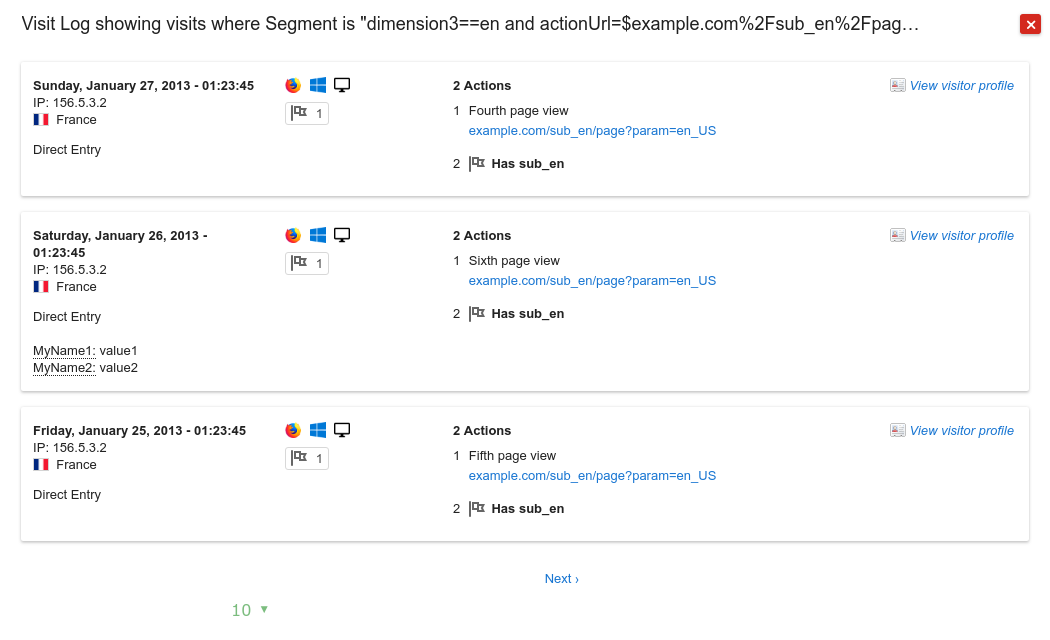 Visit Log showing visits where Segment is "dimension3==en and actionUrl=$example.com%2Fsub_en%2Fpag…
Sunday, January 27, 2013 - 01:23:45
IP: 156.5.3.2
France
Direct Entry
1
2 Actions
1 Fourth page view
example.com/sub_en/page?param=en_US
2 Has sub_en
View visitor profile
Saturday, January 26, 2013 -
01:23:45
IP: 156.5.3.2
France
Direct Entry
MyName1: value1
MyName2: value2
1
2 Actions
1 Sixth page view
example.com/sub_en/page?param=en_US
2 Has sub_en
View visitor profile
Friday, January 25, 2013 - 01:23:45
IP: 156.5.3.2
France
Direct Entry
1
2 Actions
1 Fifth page view
example.com/sub_en/page?param=en_US
2 Has sub_en
View visitor profile
Next ›
10